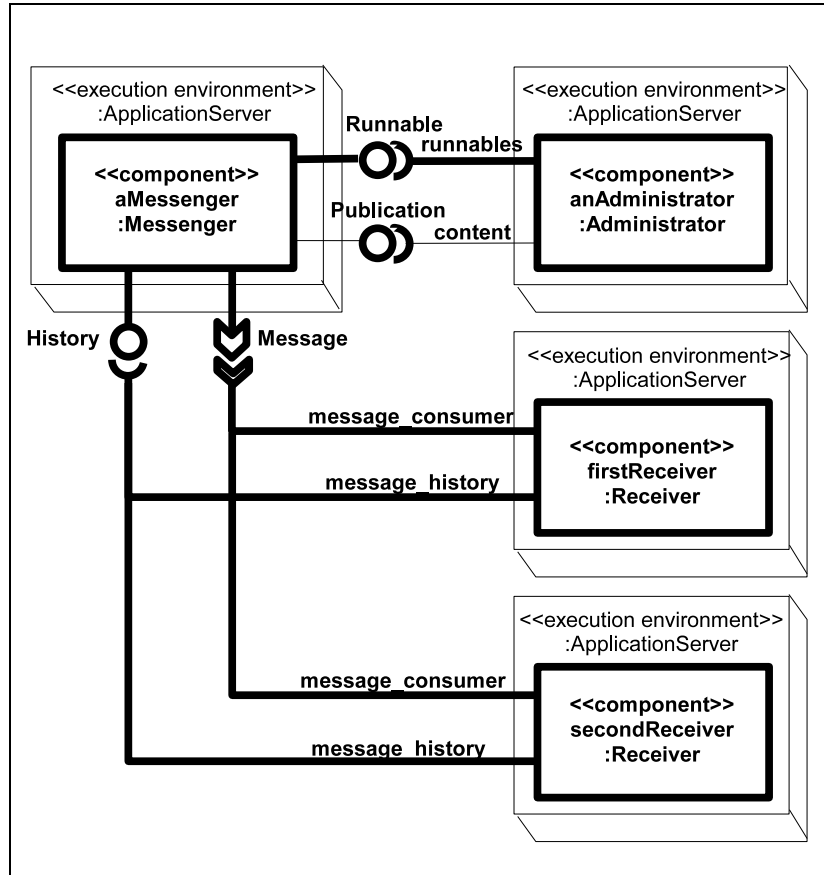 <<execution environment>>
:ApplicationServer
<<component>>
aMessenger
:Messenger
Runnable
runnables
Publication
content
<<execution environment>>
:ApplicationServer
<<component>>
anAdministrator
:Administrator
History
Message
<<execution environment>>
:ApplicationServer
message_consumer
<<component>>
firstReceiver
:Receiver
message_history
<<execution environment>>
:ApplicationServer
message_consumer
<<component>>
secondReceiver
:Receiver
message_history